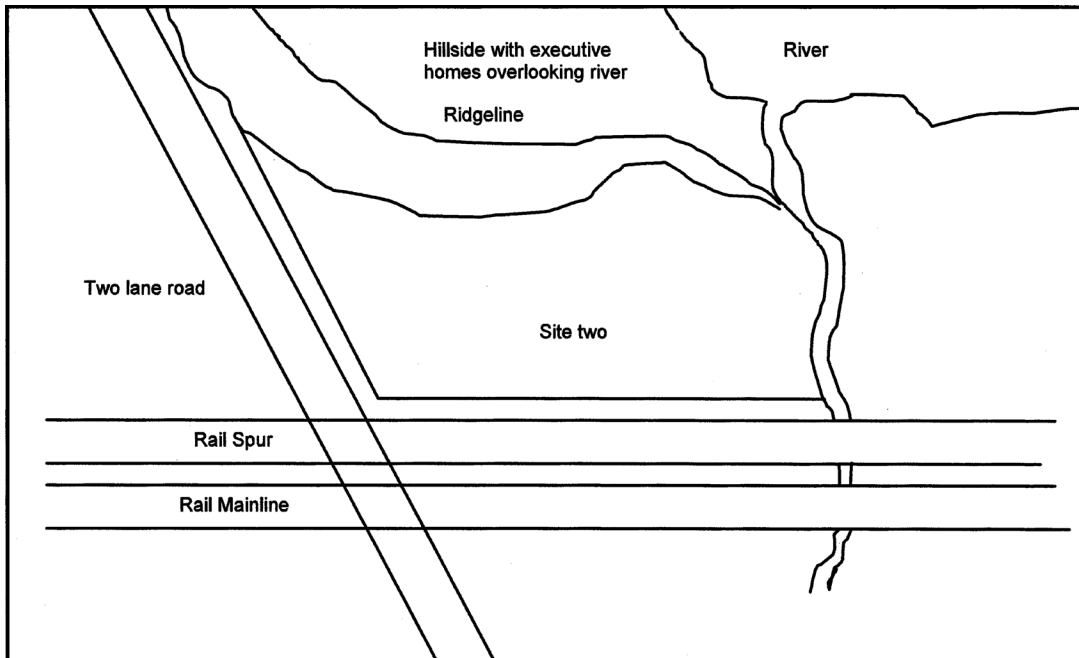 Hillside with executive
homes overlooking river
River
Ridgeline
Two lane road
Site two
Rail Spur
Rail Mainline